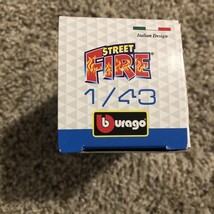 Italian Design
STREET
FIRE
1/43
burago